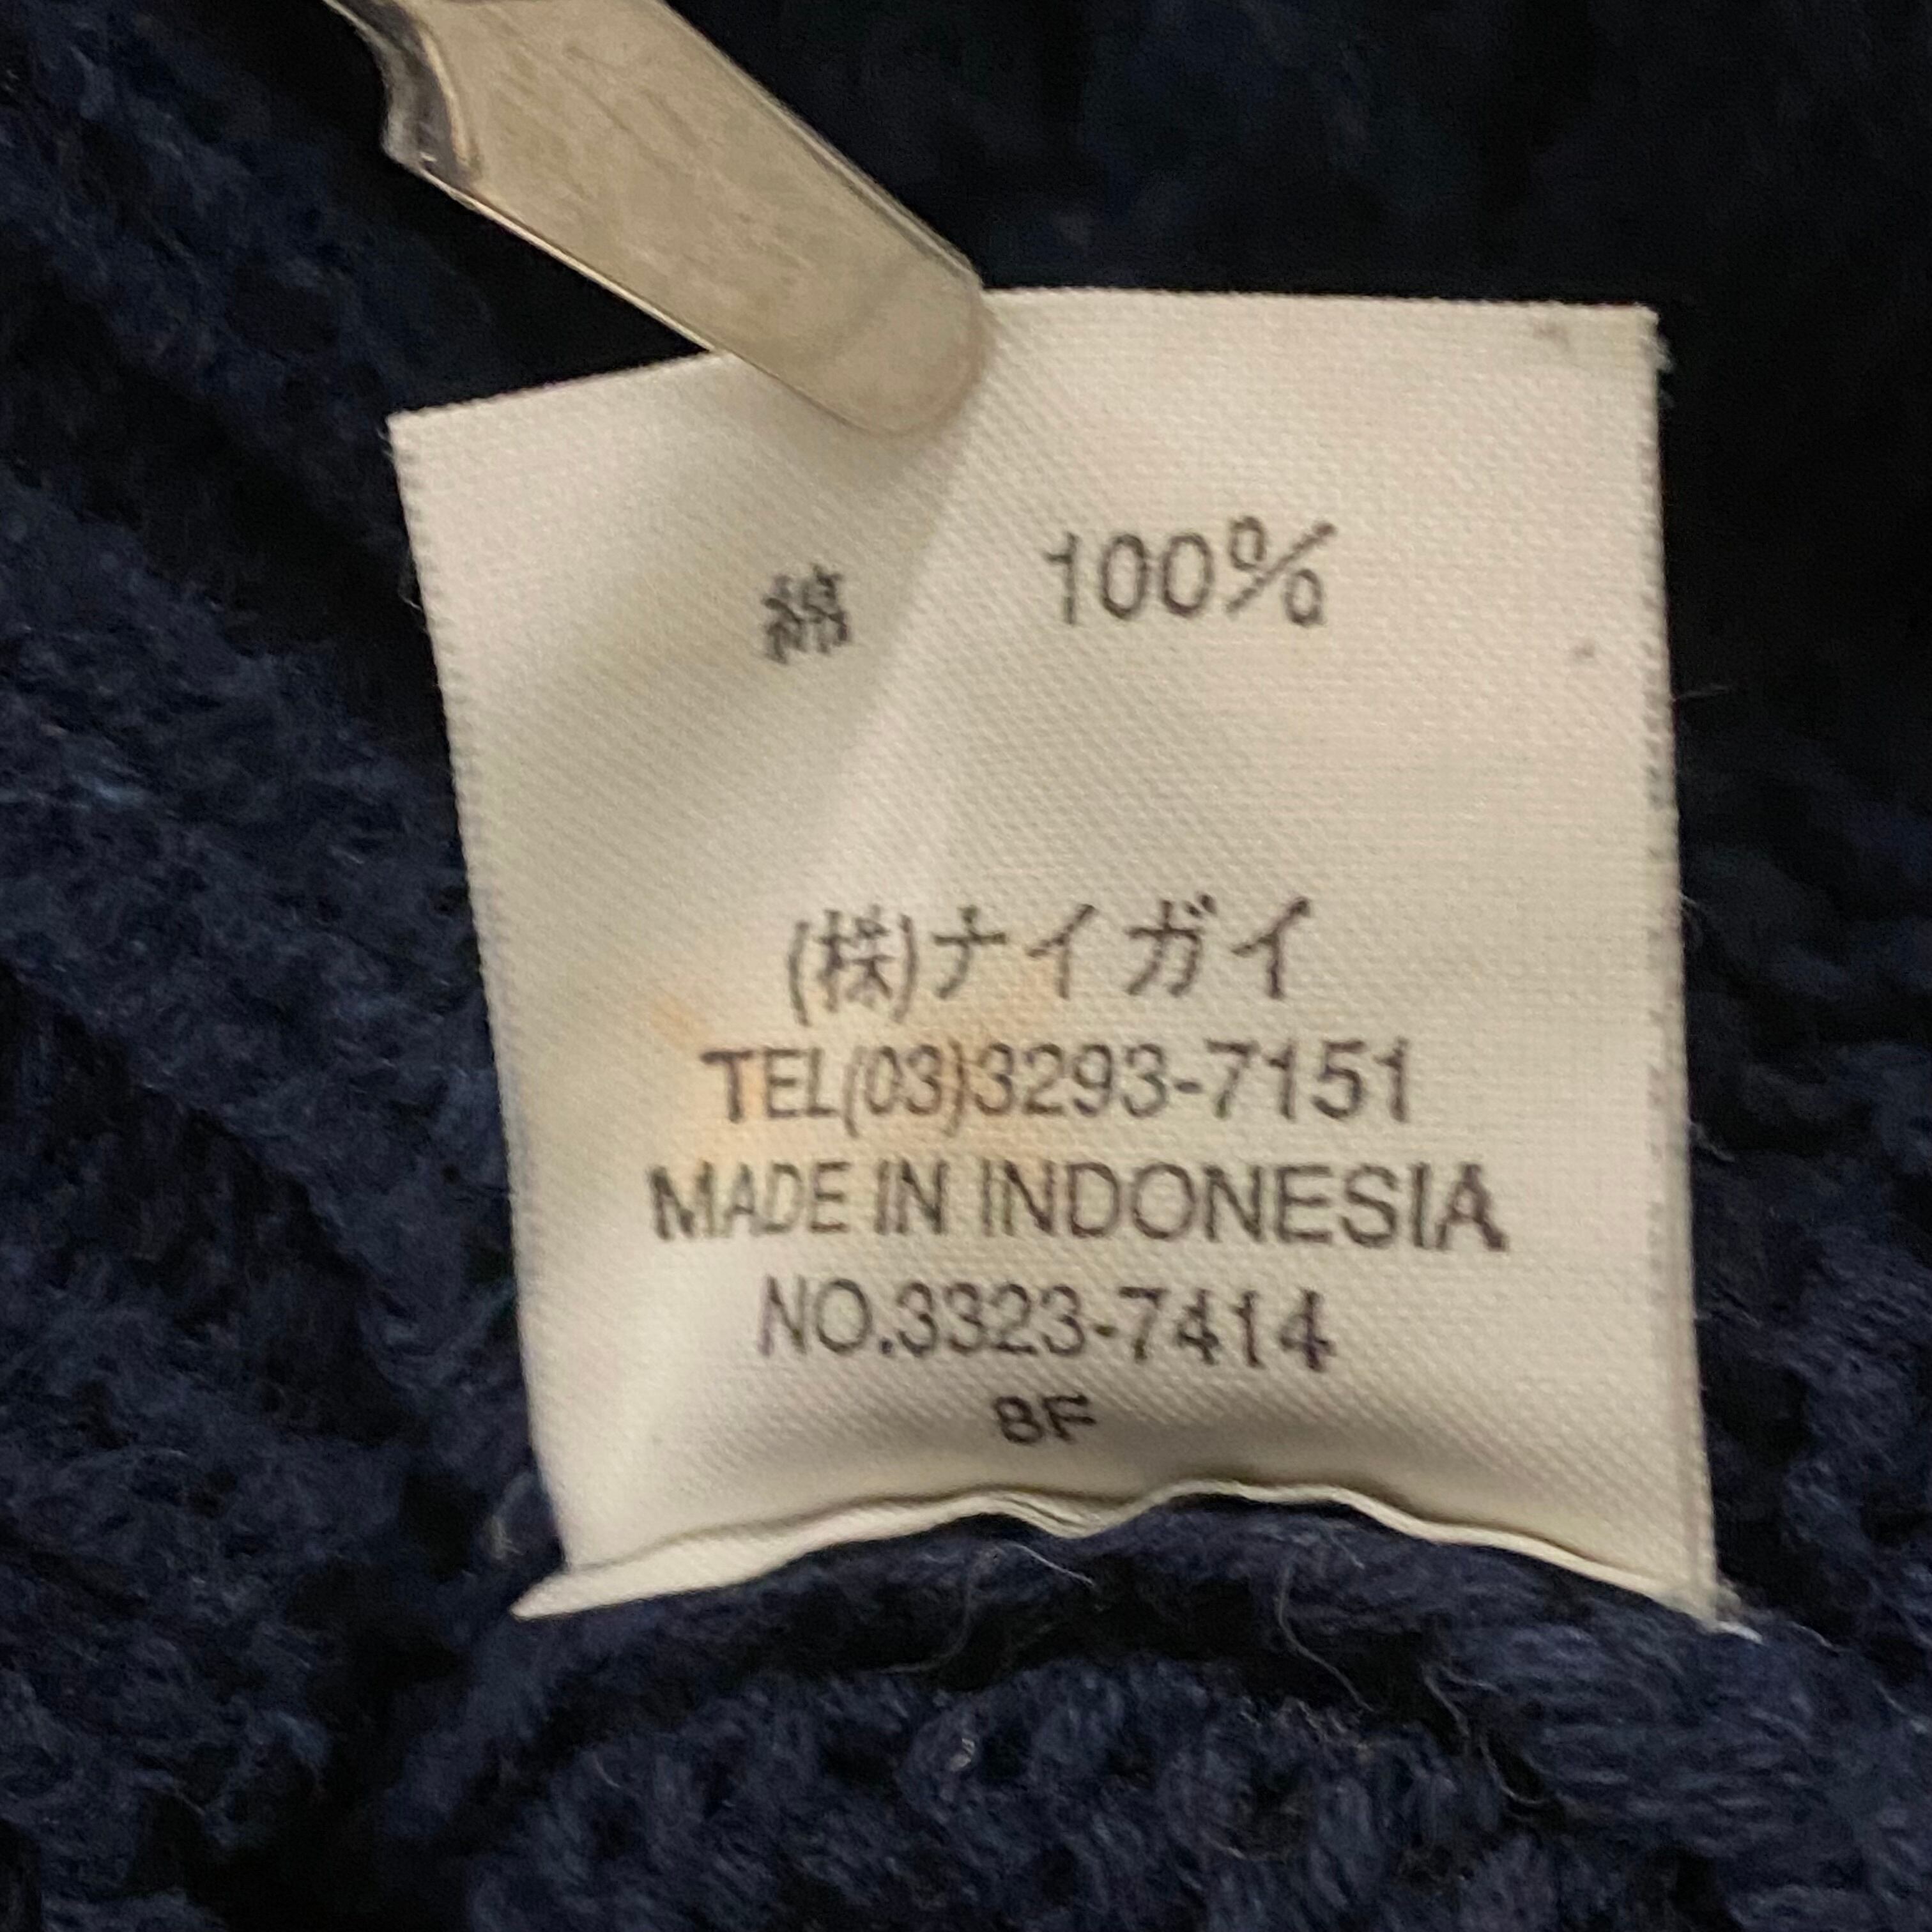 綿 100%
(株)ナイガイ
TEL(03)3293-7151
MADE IN INDONESIA
NO.3323-7414
8F